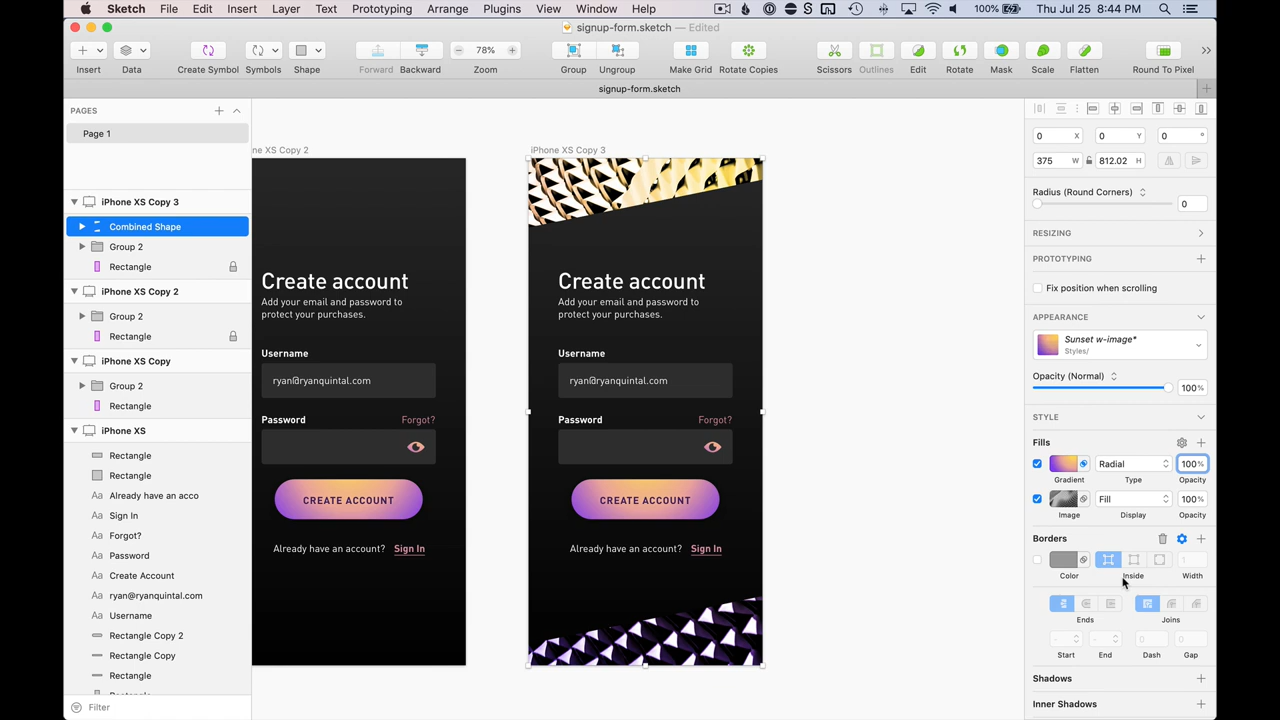 Sketch File Edit Insert Layer Text Prototyping Arrange Plugins View Window Help 100% Thu Jul 25 8:44 PM
signup-form.sketch — Edited
78%
Insert Data Create Symbol Symbols Shape Forward Backward Zoom Group Ungroup Make Grid Rotate Copies Scissors Outlines Edit Rotate Mask Scale Flatten Round To Pixel
signup-form.sketch
PAGES
Page 1
iPhone XS Copy 3
Combined Shape
Group 2
Rectangle
iPhone XS Copy 2
Group 2
Rectangle
iPhone XS Copy
Group 2
Rectangle
iPhone XS
Rectangle
Rectangle
Aa Already have an acco
Aa Sign In
Aa Forgot?
Aa Password
Aa Create Account
Aa ryan@ryanquintal.com
Aa Username
Rectangle Copy 2
Rectangle Copy
Rectangle
Filter
ne XS Copy 2
Create account
Add your email and password to
protect your purchases.
Username
ryan@ryanquintal.com
Password Forgot?
CREATE ACCOUNT
Already have an account? Sign In
iPhone XS Copy 3
Create account
Add your email and password to
protect your purchases.
Username
ryan@ryanquintal.com
Password Forgot?
CREATE ACCOUNT
Already have an account? Sign In
0 X 0 Y 0 °
375 W 812.02 H
Radius (Round Corners)
0
RESIZING
PROTOTYPING
Fix position when scrolling
APPEARANCE
Sunset w-image*
Styles/
Opacity (Normal)
100%
STYLE
Fills
Radial 100%
Gradient Type Opacity
Fill 100%
Image Display Opacity
Borders
1
Color Inside Width
Ends Joins
- - 0 0
Start End Dash Gap
Shadows
Inner Shadows